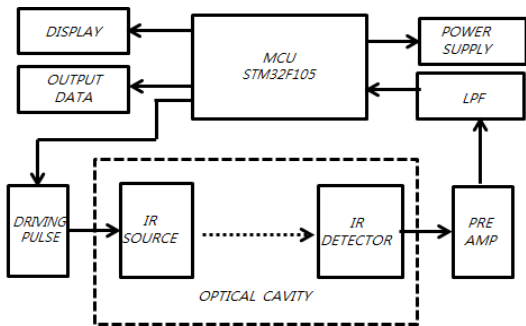 DISPLAY
MCU
STM32F105
POWER
SUPPLY
OUTPUT
DATA
LPF
DRIVING
PULSE
IR
SOURCE
IR
DETECTOR
PRE
AMP
OPTICAL CAVITY